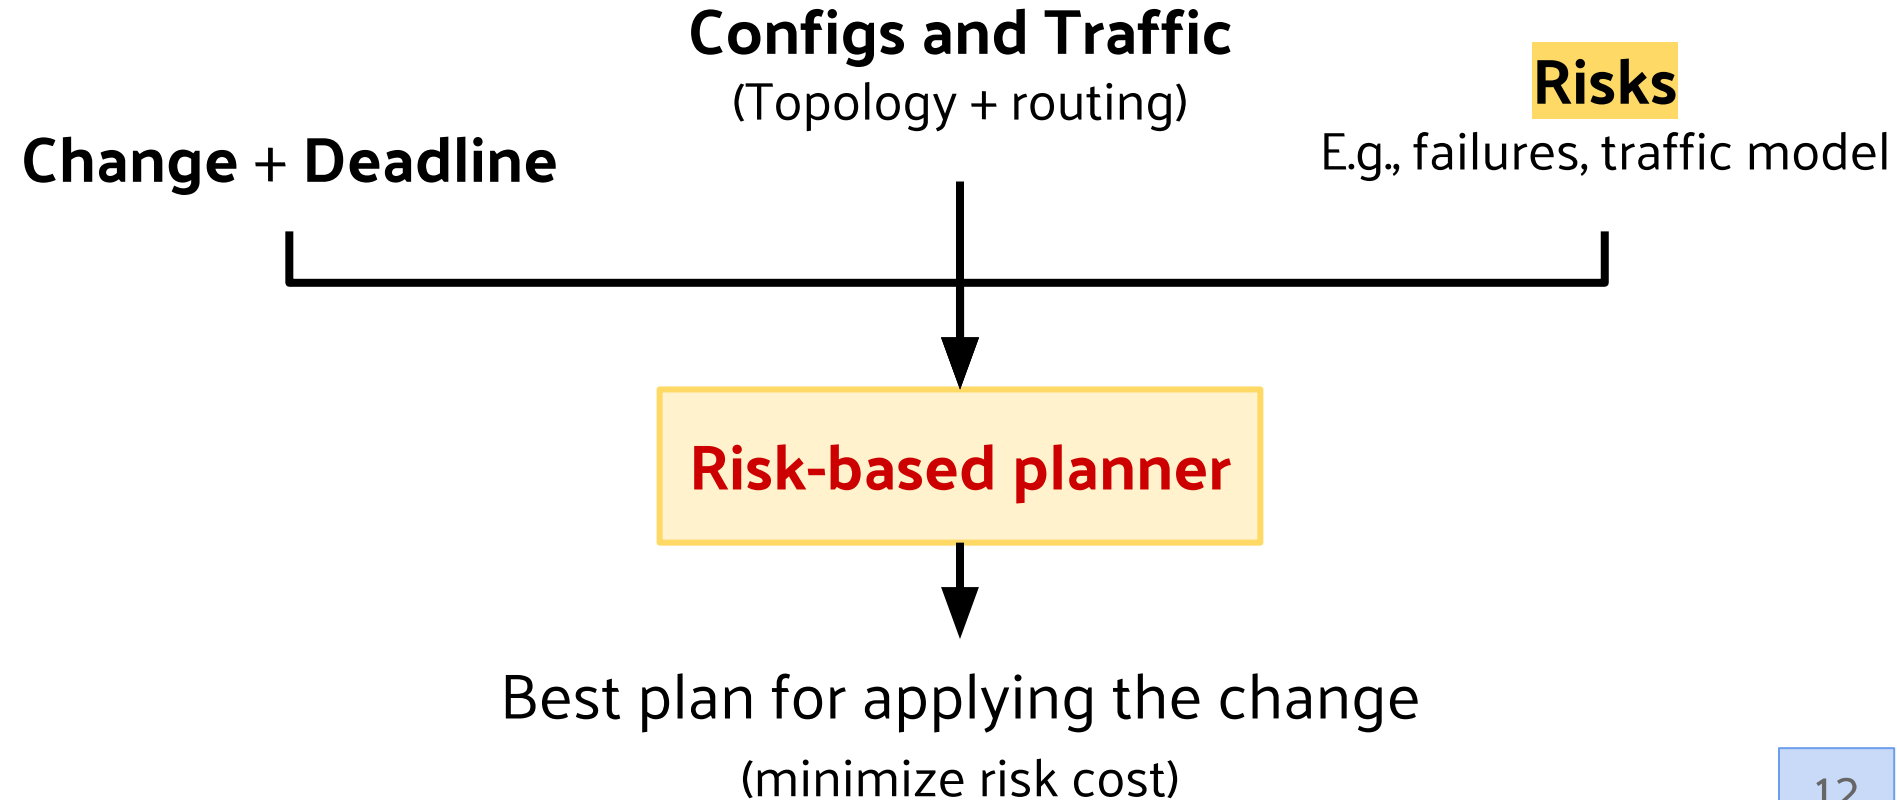 Configs and Traffic
(Topology + routing)
Risks
E.g., failures, traffic model
Change + Deadline
Risk-based planner
Best plan for applying the change
(minimize risk cost)
12